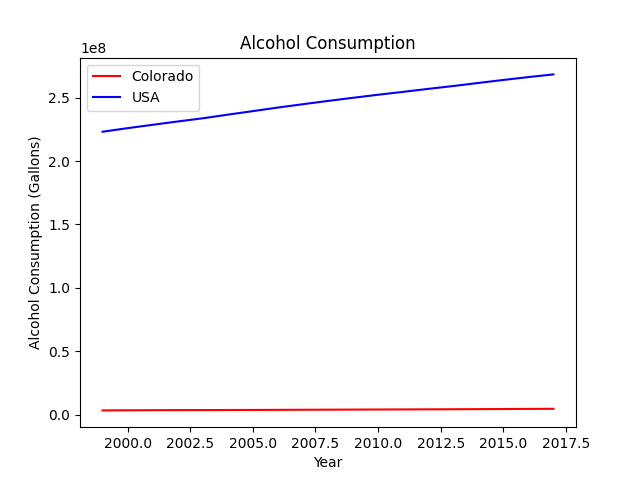 Alcohol Consumption
1e8
Colorado
USA
2.5
2.0
1.5
1.0
0.5
0.0
Alcohol Consumption (Gallons)
2000.0 2002.5 2005.0 2007.5 2010.0 2012.5 2015.0 2017.5
Year